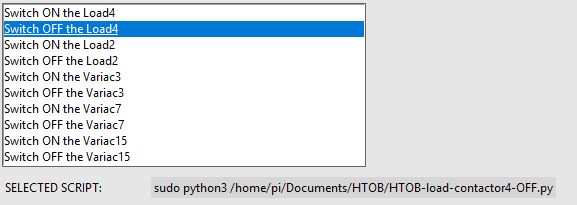 Switch ON the Load4
Switch OFF the Load4
Switch ON the Load2
Switch OFF the Load2
Switch ON the Variac3
Switch OFF the Variac3
Switch ON the Variac7
Switch OFF the Variac7
Switch ON the Variac15
Switch OFF the Variac15
SELECTED SCRIPT: sudo python3 /home/pi/Documents/HTOB/HTOB-load-contactor4-OFF.py